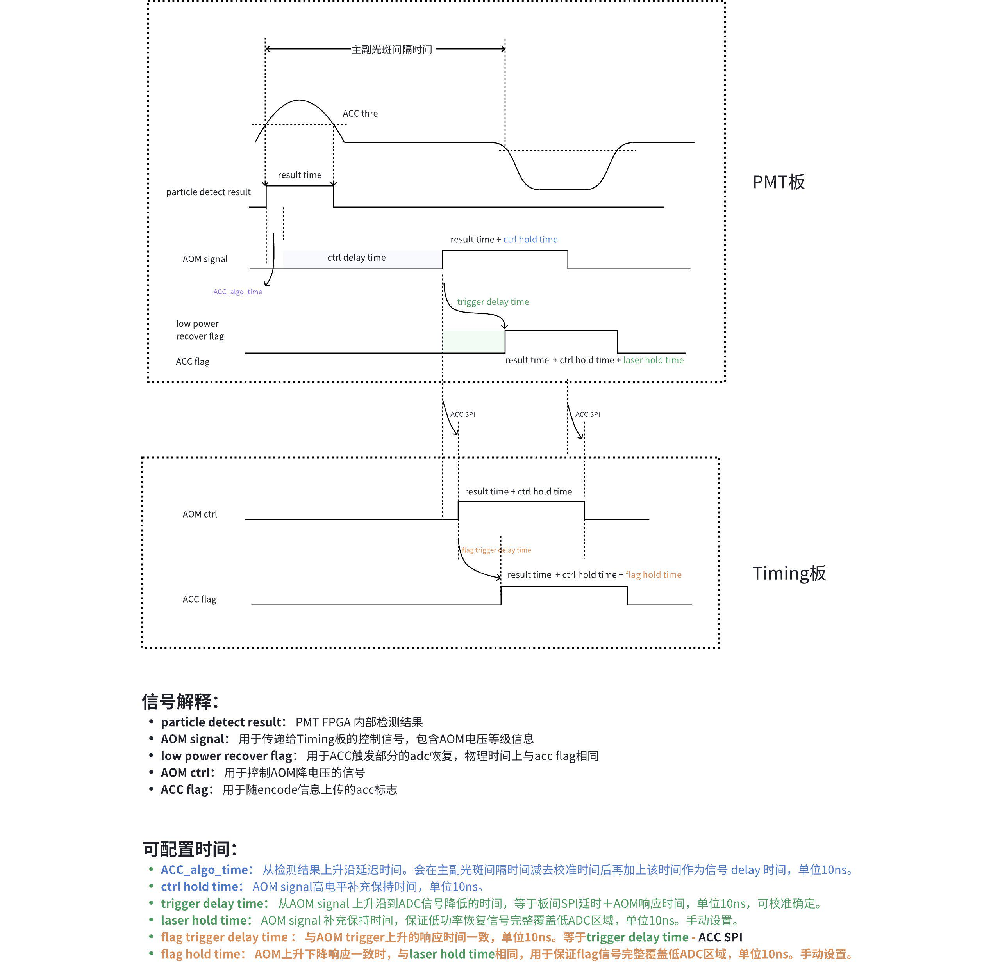 主副光斑间隔时间
ACC thre
PMT板
result time
particle detect result
result time + ctrl hold time
ctrl delay time
AOM signal
ACC_algo_time
trigger delay time
low power
recover flag
ACC flag
result time + ctrl hold time + laser hold time
ACC SPI
ACC SPI
result time + ctrl hold time
AOM ctrl
flag trigger delay time
result time + ctrl hold time + flag hold time
Timing板
ACC flag
信号解释：
• particle detect result： PMT FPGA 内部检测结果
• AOM signal： 用于传递给Timing板的控制信号，包含AOM电压等级信息
• low power recover flag： 用于ACC触发部分的adc恢复，物理时间上与acc flag相同
• AOM ctrl： 用于控制AOM降电压的信号
• ACC flag： 用于随encode信息上传的acc标志
可配置时间：
• ACC_algo_time： 从检测结果上升沿延迟时间。会在主副光斑间隔时间减去校准时间后再加上该时间作为信号 delay 时间，单位10ns。
• ctrl hold time： AOM signal高电平补充保持时间，单位10ns。
• trigger delay time： 从AOM signal 上升沿到ADC信号降低的时间，等于板间SPI延时＋AOM响应时间，单位10ns，可校准确定。
• laser hold time： AOM signal 补充保持时间，保证低功率恢复信号完整覆盖低ADC区域，单位10ns。手动设置。
• flag trigger delay time ： 与AOM trigger上升的响应时间一致，单位10ns。等于trigger delay time - ACC SPI
• flag hold time： AOM上升下降响应一致时，与laser hold time相同，用于保证flag信号完整覆盖低ADC区域，单位10ns。手动设置。